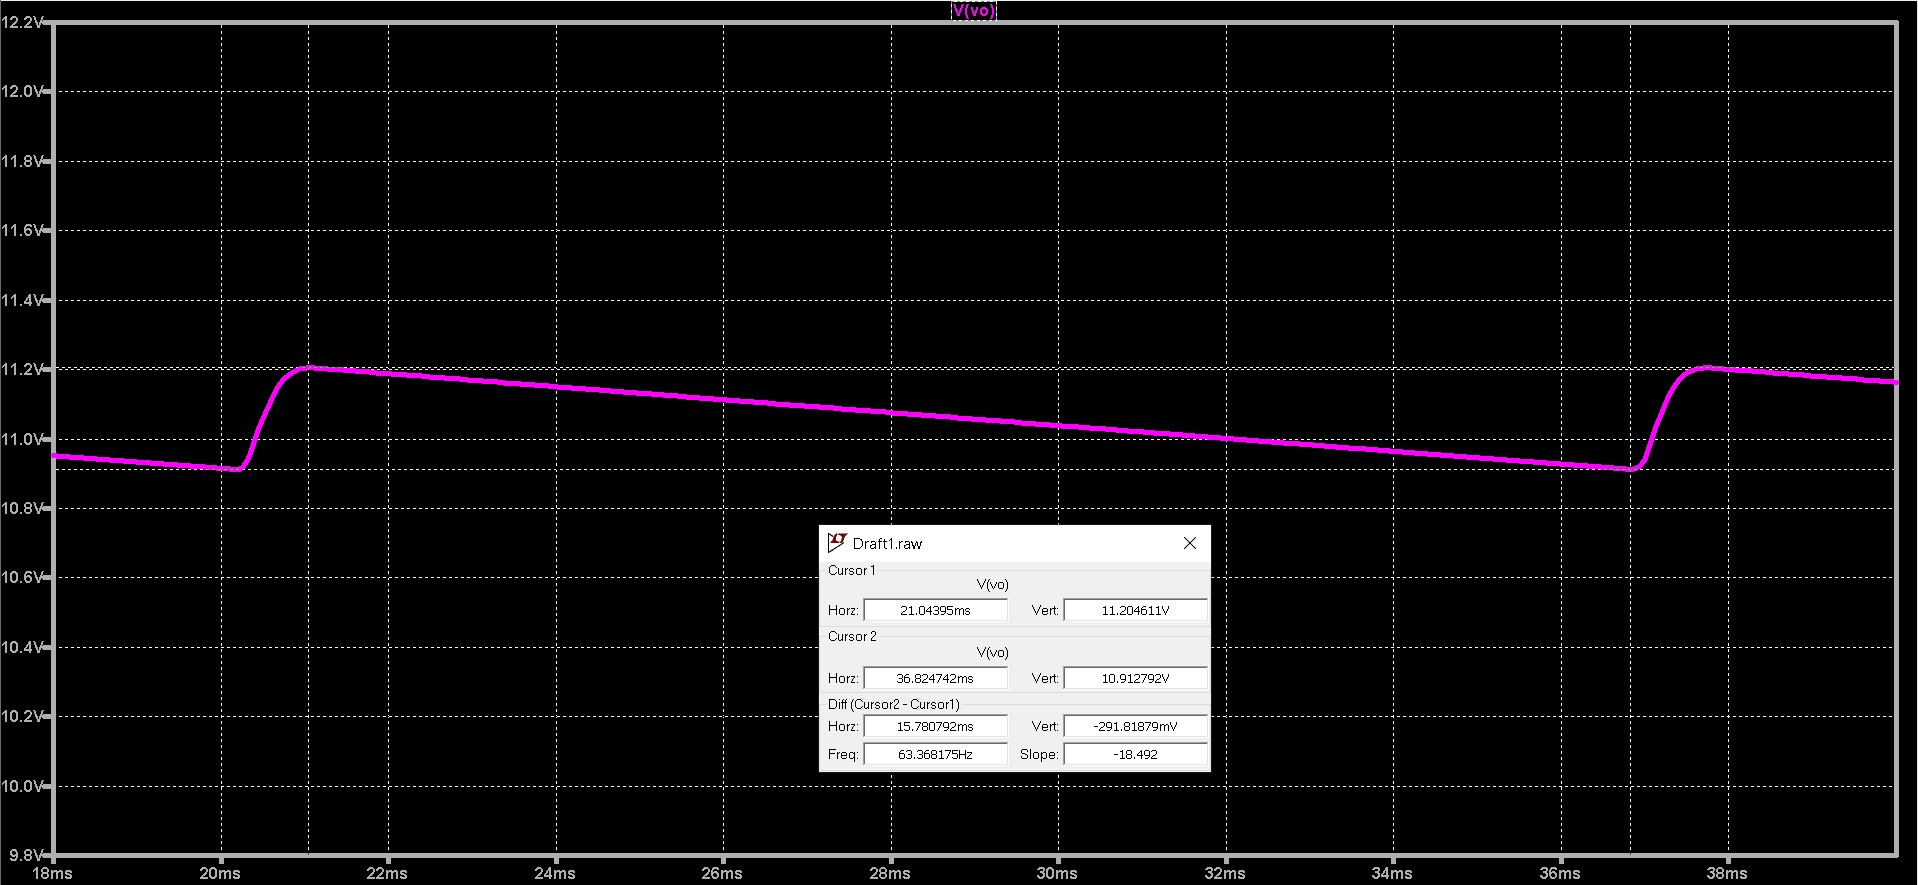 V(vo)
12.2V
12.0V
11.8V
11.6V
11.4V
11.2V
11.0V
10.8V
10.6V
10.4V
10.2V
10.0V
9.8V
18ms 20ms 22ms 24ms 26ms 28ms 30ms 32ms 34ms 36ms 38ms
Draft1.raw
Cursor 1
V(vo)
Horz: 21.04395ms Vert: 11.204611V
Cursor 2
V(vo)
Horz: 36.824742ms Vert: 10.912792V
Diff (Cursor2 - Cursor1)
Horz: 15.780792ms Vert: -291.81879mV
Freq: 63.368175Hz Slope: -18.492